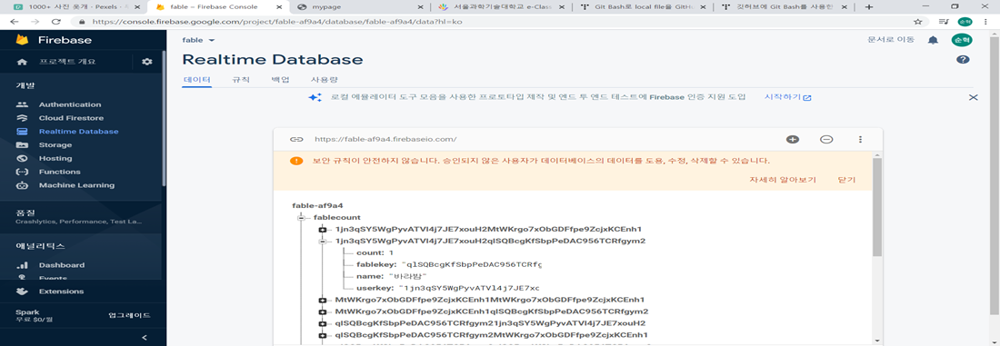 1000+ 사진 웃개 - Pexels -
fable – Firebase Console
mypage
서울과학기술대학교 e-Class
Git Bash로 local file을 GitHu
깃허브에 Git Bash를 사용한
https://console.firebase.google.com/project/fable-af9a4/database/fable-af9a4/data?hl=ko
순혁
Firebase
프로젝트 개요
개발
Authentication
Cloud Firestore
Realtime Database
Storage
Hosting
Functions
Machine Learning
품질
Crashlytics, Performance, Test La...
애널리틱스
Dashboard
Events
Extensions
Spark
무료 $0/월
업그레이드
fable
문서로 이동
순혁
Realtime Database
데이터
규칙
백업
사용량
로컬 에뮬레이터 도구 모음을 사용한 프로토타입 제작 및 엔드 투 엔드 테스트에 Firebase 인증 지원 도입
시작하기
https://fable-af9a4.firebaseio.com/
보안 규칙이 안전하지 않습니다. 승인되지 않은 사용자가 데이터베이스의 데이터를 도용, 수정, 삭제할 수 있습니다.
자세히 알아보기
닫기
fable-af9a4
fablecount
1jn3qSY5WgPyvATVl4j7JE7xouH2MtWKrgo7xObGDFfpe9ZcjxKCEnh1
1jn3qSY5WgPyvATVl4j7JE7xouH2qlSQBcgKfSbpPeDAC956TCRfgym2
count: 1
fablekey: "qlSQBcgKfSbpPeDAC956TCRfg
name: "바라밤"
userkey: "1jn3qSY5WgPyvATVl4j7JE7xo
MtWKrgo7xObGDFfpe9ZcjxKCEnh1MtWKrgo7xObGDFfpe9ZcjxKCEnh1
MtWKrgo7xObGDFfpe9ZcjxKCEnh1qlSQBcgKfSbpPeDAC956TCRfgym2
qlSQBcgKfSbpPeDAC956TCRfgym21jn3qSY5WgPyvATVl4j7JE7xouH2
qlSQBcgKfSbpPeDAC956TCRfgym2MtWKrgo7xObGDFfpe9ZcjxKCEnh1